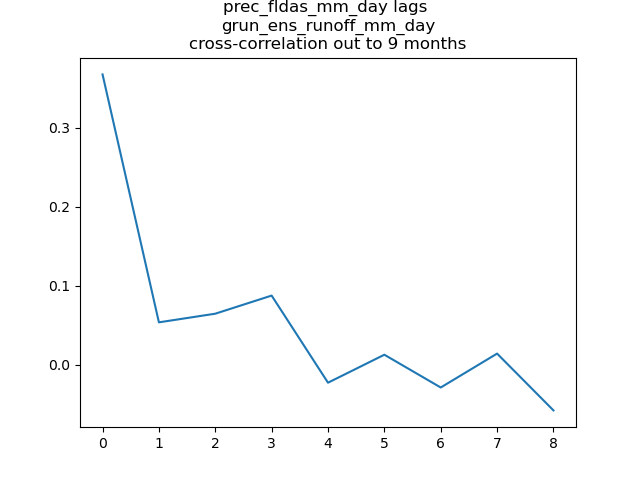 prec_fldas_mm_day lags
grun_ens_runoff_mm_day
cross-correlation out to 9 months
0.3
0.2
0.1
0.0
0 1 2 3 4 5 6 7 8